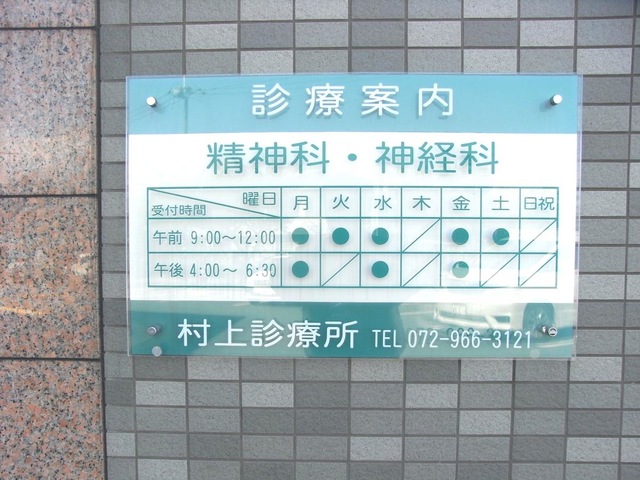 診療案内
精神科・神経科
曜日 受付時間 月 火 水 木 金 土 日祝
午前 9:00～12:00 ● ● ● ／ ● ● ／
午後 4:00～ 6:30 ● ／ ● ／ ● ／ ／
村上診療所 TEL 072-966-3121